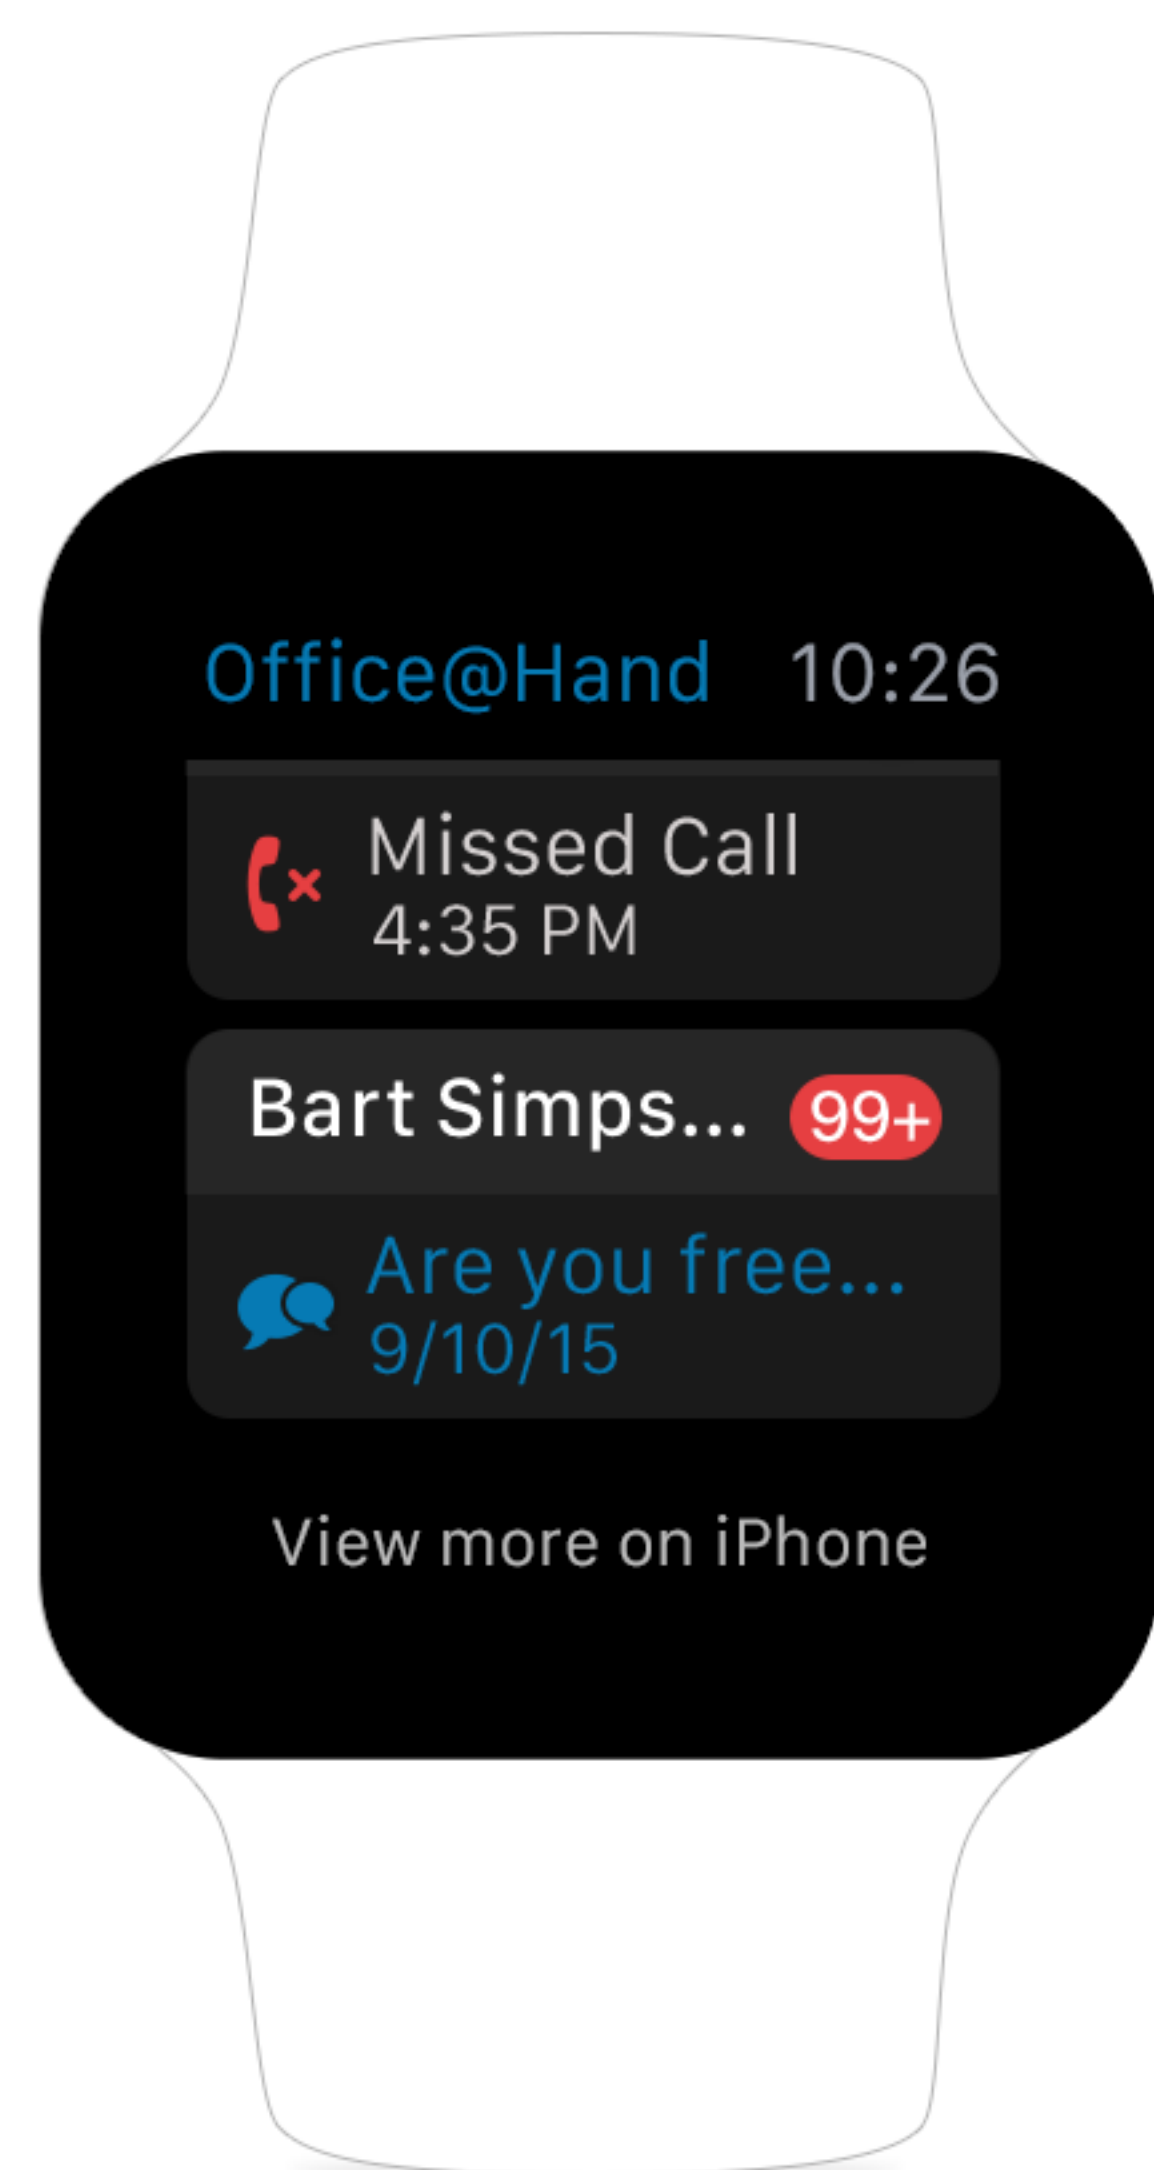 Office@Hand 10:26
Missed Call
4:35 PM
Bart Simps... 99+
Are you free...
9/10/15
View more on iPhone